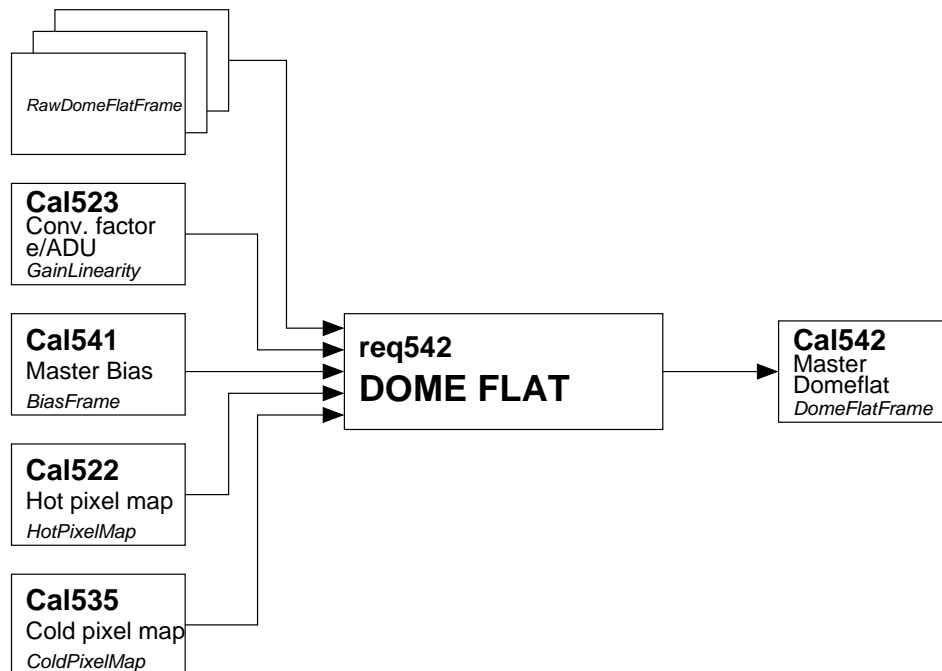 RawDomeFlatFrame
Cal523
Conv. factor
e/ADU
GainLinearity
Cal541
Master Bias
BiasFrame
Cal522
Hot pixel map
HotPixelMap
Cal535
Cold pixel map
ColdPixelMap
req542
DOME FLAT
Cal542
Master
Domeflat
DomeFlatFrame